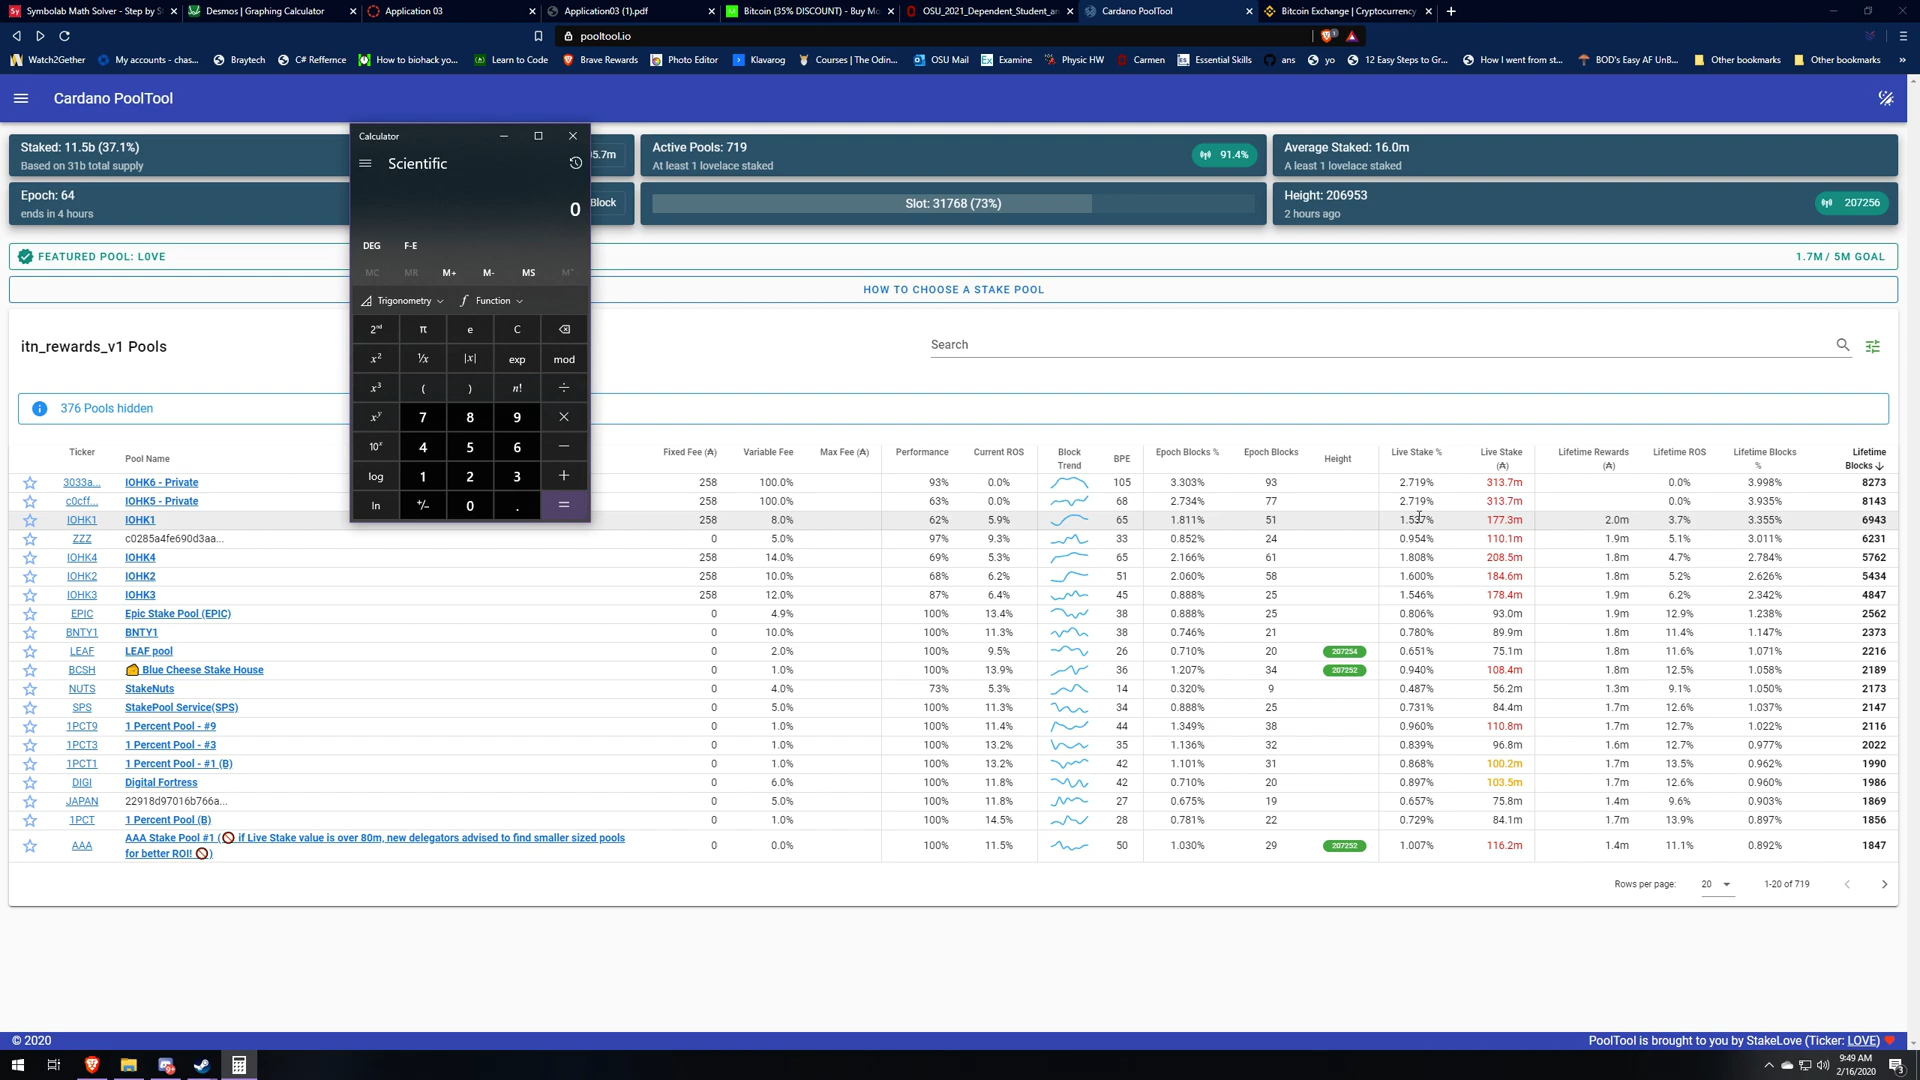 Symbolab Math Solver - Step by S
Desmos | Graphing Calculator
Application 03
Application03 (1).pdf
Bitcoin (35% DISCOUNT) - Buy Mo
OSU_2021_Dependent_Student_an
Cardano PoolTool
Bitcoin Exchange | Cryptocurrency
pooltool.io
Watch2Gether
My accounts - chas...
Braytech
C# Reffernce
How to biohack yo...
Learn to Code
Brave Rewards
Photo Editor
Klavarog
Courses | The Odin...
OSU Mail
Examine
Physic HW
Carmen
Essential Skills
ans
yo
12 Easy Steps to Gr...
How I went from st...
BOD's Easy AF UnB...
Other bookmarks
Other bookmarks
Cardano PoolTool
Staked: 11.5b (37.1%)
Based on 31b total supply
5.7m
Active Pools: 719
At least 1 lovelace staked
91.4%
Average Staked: 16.0m
A least 1 lovelace staked
Epoch: 64
ends in 4 hours
Block
Slot: 31768 (73%)
Height: 206953
2 hours ago
207256
FEATURED POOL: L0VE
1.7M / 5M GOAL
HOW TO CHOOSE A STAKE POOL
itn_rewards_v1 Pools
Search
376 Pools hidden
Calculator
Scientific
0
DEG F-E
MC MR M+ M- MS M
Trigonometry Function
2nd π e C
x2 1/x |x| exp mod
x3 ( ) n! ÷
xy 7 8 9 ×
10x 4 5 6 −
log 1 2 3 +
ln +/− 0 . =
Ticker Pool Name Fixed Fee (₳) Variable Fee Max Fee (₳) Performance Current ROS Block Trend BPE Epoch Blocks % Epoch Blocks Height Live Stake % Live Stake (₳) Lifetime Rewards (₳) Lifetime ROS Lifetime Blocks % Lifetime Blocks ↓
3033a... IOHK6 - Private 258 100.0% 93% 0.0% 105 3.303% 93 2.719% 313.7m 0.0% 3.998% 8273
c0cff... IOHK5 - Private 258 100.0% 63% 0.0% 68 2.734% 77 2.719% 313.7m 0.0% 3.935% 8143
IOHK1 IOHK1 258 8.0% 62% 5.9% 65 1.811% 51 1.537% 177.3m 2.0m 3.7% 3.355% 6943
ZZZ c0285a4fe690d3aa... 0 5.0% 97% 9.3% 33 0.852% 24 0.954% 110.1m 1.9m 5.1% 3.011% 6231
IOHK4 IOHK4 258 14.0% 69% 5.3% 65 2.166% 61 1.808% 208.5m 1.8m 4.7% 2.784% 5762
IOHK2 IOHK2 258 10.0% 68% 6.2% 51 2.060% 58 1.600% 184.6m 1.8m 5.2% 2.626% 5434
IOHK3 IOHK3 258 12.0% 87% 6.4% 45 0.888% 25 1.546% 178.4m 1.9m 6.2% 2.342% 4847
EPIC Epic Stake Pool (EPIC) 0 4.9% 100% 13.4% 38 0.888% 25 0.806% 93.0m 1.9m 12.9% 1.238% 2562
BNTY1 BNTY1 0 10.0% 100% 11.3% 38 0.746% 21 0.780% 89.9m 1.8m 11.4% 1.147% 2373
LEAF LEAF pool 0 2.0% 100% 9.5% 26 0.710% 20 207254 0.651% 75.1m 1.8m 11.6% 1.071% 2216
BCSH Blue Cheese Stake House 0 1.0% 100% 13.9% 36 1.207% 34 207252 0.940% 108.4m 1.8m 12.5% 1.058% 2189
NUTS StakeNuts 0 4.0% 73% 5.3% 14 0.320% 9 0.487% 56.2m 1.3m 9.1% 1.050% 2173
SPS StakePool Service(SPS) 0 5.0% 100% 11.3% 34 0.888% 25 0.731% 84.4m 1.7m 12.6% 1.037% 2147
1PCT9 1 Percent Pool - #9 0 1.0% 100% 11.4% 44 1.349% 38 0.960% 110.8m 1.7m 12.7% 1.022% 2116
1PCT3 1 Percent Pool - #3 0 1.0% 100% 13.2% 35 1.136% 32 0.839% 96.8m 1.6m 12.7% 0.977% 2022
1PCT1 1 Percent Pool - #1 (B) 0 1.0% 100% 13.2% 42 1.101% 31 0.868% 100.2m 1.7m 13.5% 0.962% 1990
DIGI Digital Fortress 0 6.0% 100% 11.8% 42 0.710% 20 0.897% 103.5m 1.7m 12.6% 0.960% 1986
JAPAN 22918d97016b766a... 0 5.0% 100% 11.8% 27 0.675% 19 0.657% 75.8m 1.4m 9.6% 0.903% 1869
1PCT 1 Percent Pool (B) 0 1.0% 100% 14.5% 28 0.781% 22 0.729% 84.1m 1.7m 13.9% 0.897% 1856
AAA AAA Stake Pool #1 (🚫 if Live Stake value is over 80m, new delegators advised to find smaller sized pools
for better ROI! 🚫) 0 0.0% 100% 11.5% 50 1.030% 29 207252 1.007% 116.2m 1.4m 11.1% 0.892% 1847
Rows per page: 20 1-20 of 719
© 2020
PoolTool is brought to you by StakeLove (Ticker: LOVE)
9:49 AM
2/16/2020